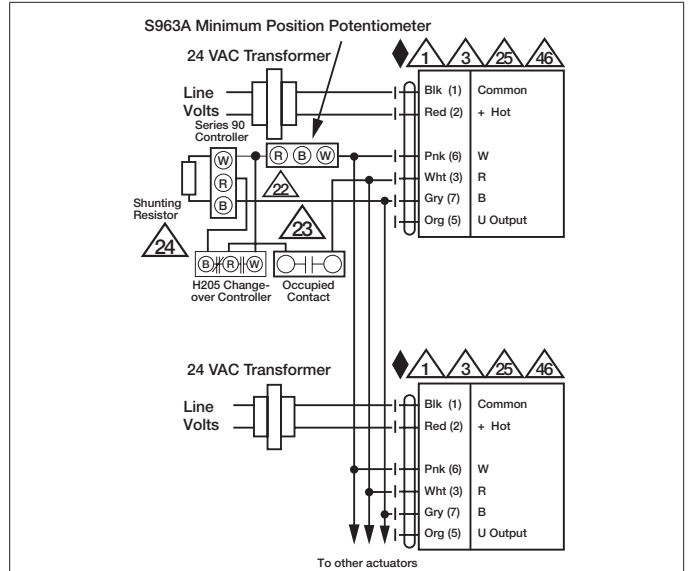 S963A Minimum Position Potentiometer
24 VAC Transformer
1 3 25 46
Line
Volts
Blk (1) Common
Red (2) + Hot
Series 90
Controller
W
R
B
R B W
Pnk (6) W
Wht (3) R
Gry (7) B
Org (5) U Output
22
Shunting
Resistor
24
23
B R W
H205 Change-
over Controller
Occupied
Contact
24 VAC Transformer
1 3 25 46
Line
Volts
Blk (1) Common
Red (2) + Hot
Pnk (6) W
Wht (3) R
Gry (7) B
Org (5) U Output
To other actuators